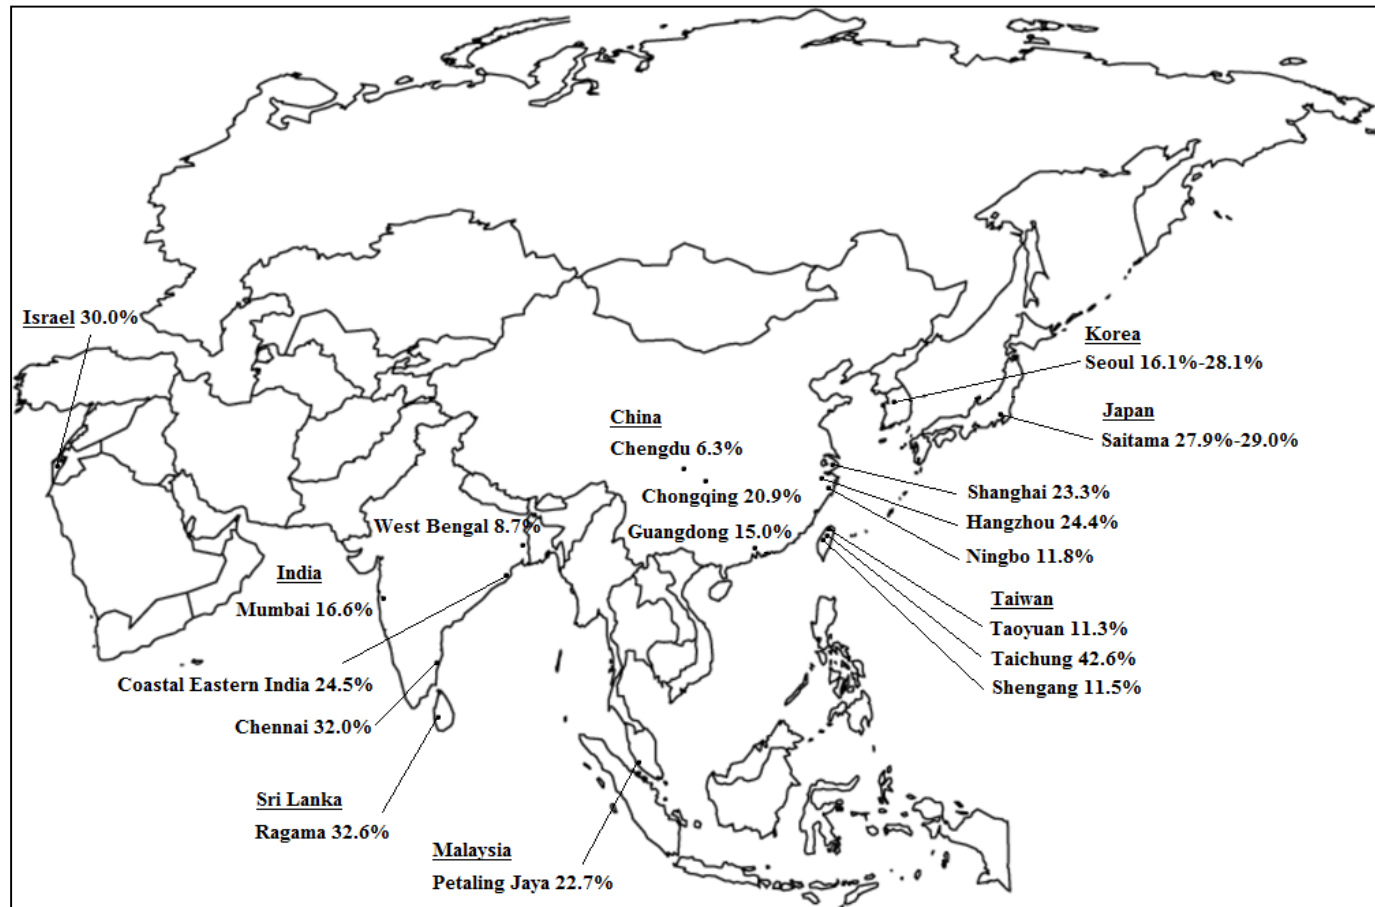 Israel 30.0%
Korea
Seoul 16.1%-28.1%
Japan
Saitama 27.9%-29.0%
China
Chengdu 6.3%
Chongqing 20.9%
Guangdong 15.0%
Shanghai 23.3%
Hangzhou 24.4%
Ningbo 11.8%
West Bengal 8.7%
India
Mumbai 16.6%
Coastal Eastern India 24.5%
Chennai 32.0%
Taiwan
Taoyuan 11.3%
Taichung 42.6%
Shengang 11.5%
Sri Lanka
Ragama 32.6%
Malaysia
Petaling Jaya 22.7%